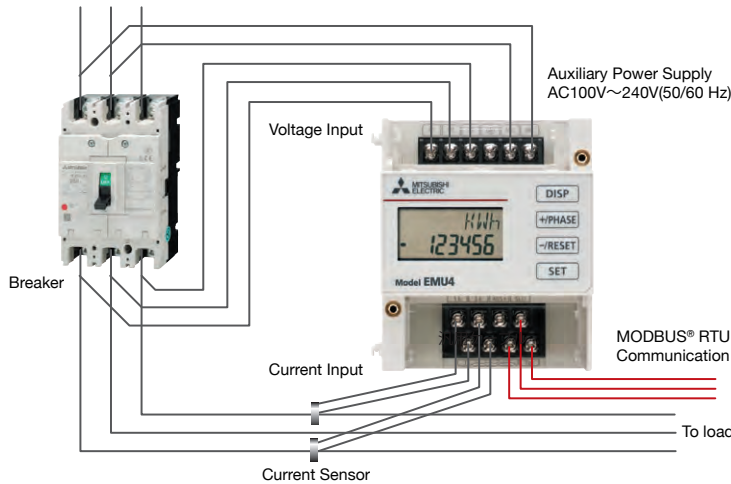 Auxiliary Power Supply
AC100V～240V(50/60 Hz)
Voltage Input
MITSUBISHI
ELECTRIC
DISP
KWh
+/PHASE
123456
-/RESET
SET
Model EMU4
Breaker
MODBUS® RTU
Communication
Current Input
To load
Current Sensor